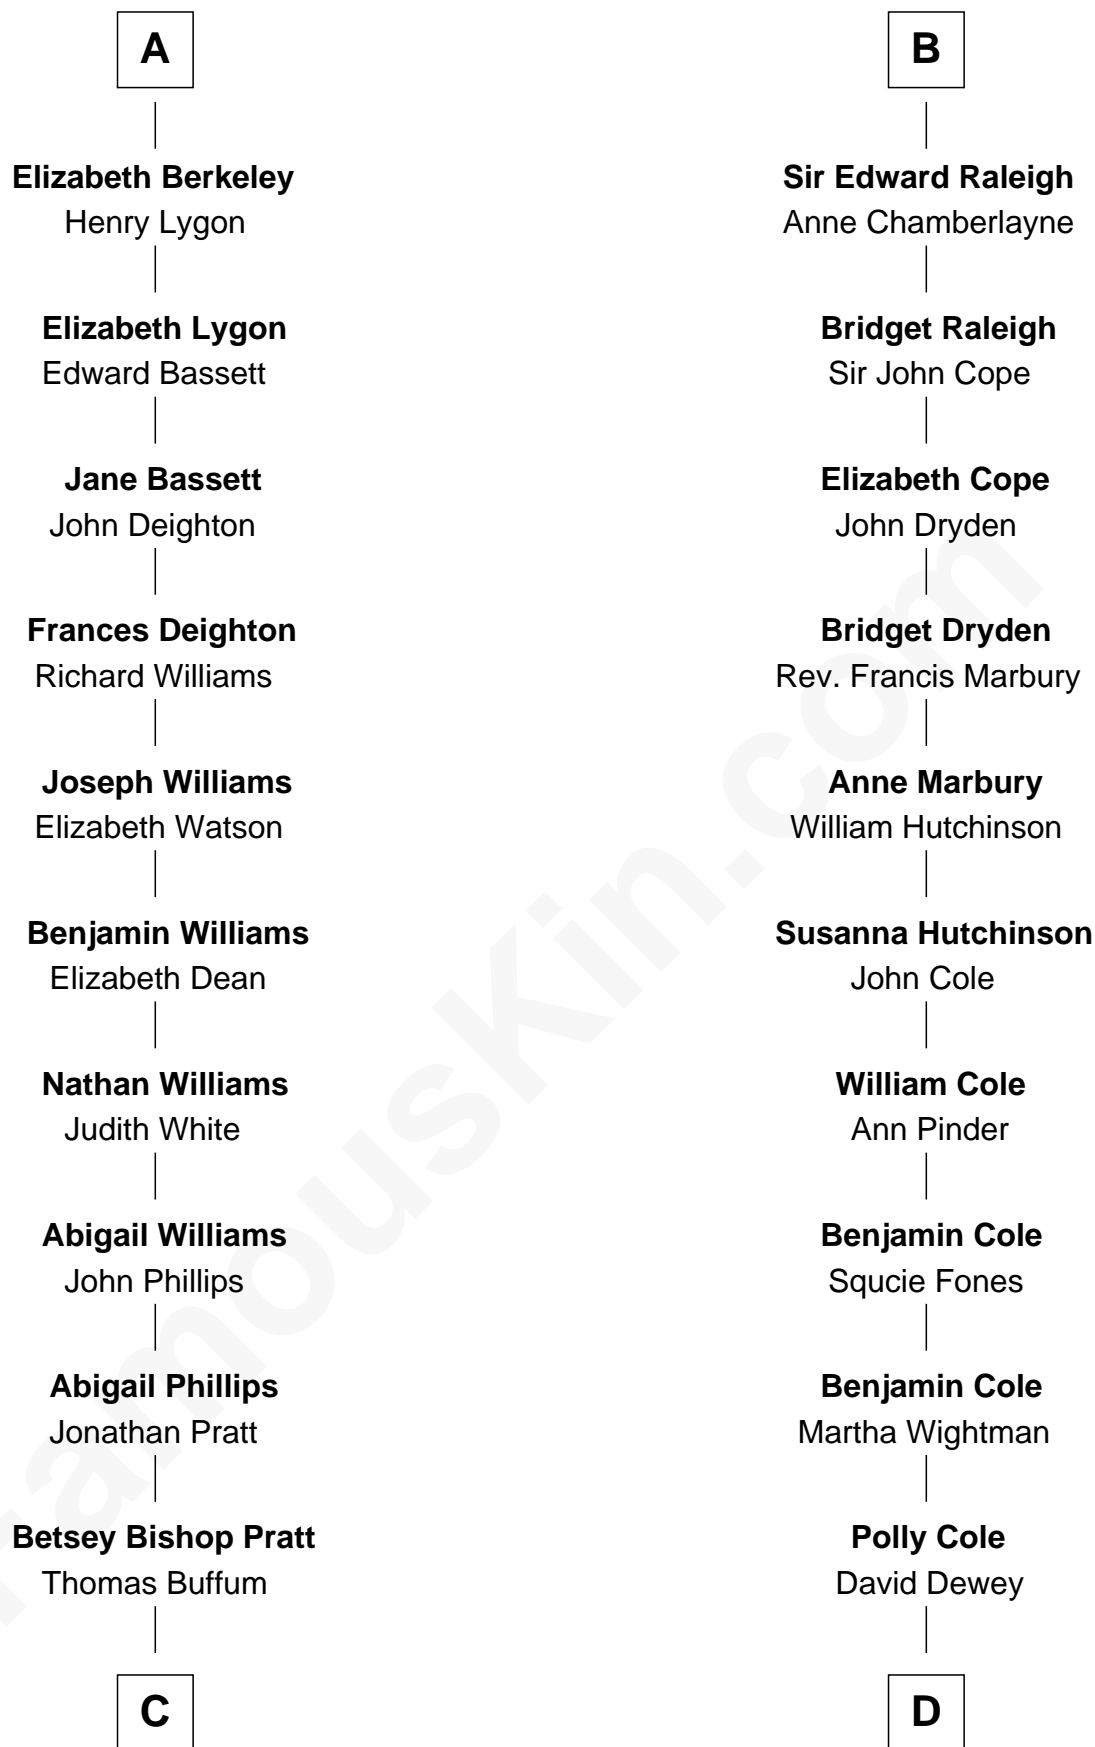 A
Elizabeth Berkeley
Henry Lygon
Elizabeth Lygon
Edward Bassett
Jane Bassett
John Deighton
Frances Deighton
Richard Williams
Joseph Williams
Elizabeth Watson
Benjamin Williams
Elizabeth Dean
Nathan Williams
Judith White
Abigail Williams
John Phillips
Abigail Phillips
Jonathan Pratt
Betsey Bishop Pratt
Thomas Buffum
C
B
Sir Edward Raleigh
Anne Chamberlayne
Bridget Raleigh
Sir John Cope
Elizabeth Cope
John Dryden
Bridget Dryden
Rev. Francis Marbury
Anne Marbury
William Hutchinson
Susanna Hutchinson
John Cole
William Cole
Ann Pinder
Benjamin Cole
Squcie Fones
Benjamin Cole
Martha Wightman
Polly Cole
David Dewey
D
FamousKin.com